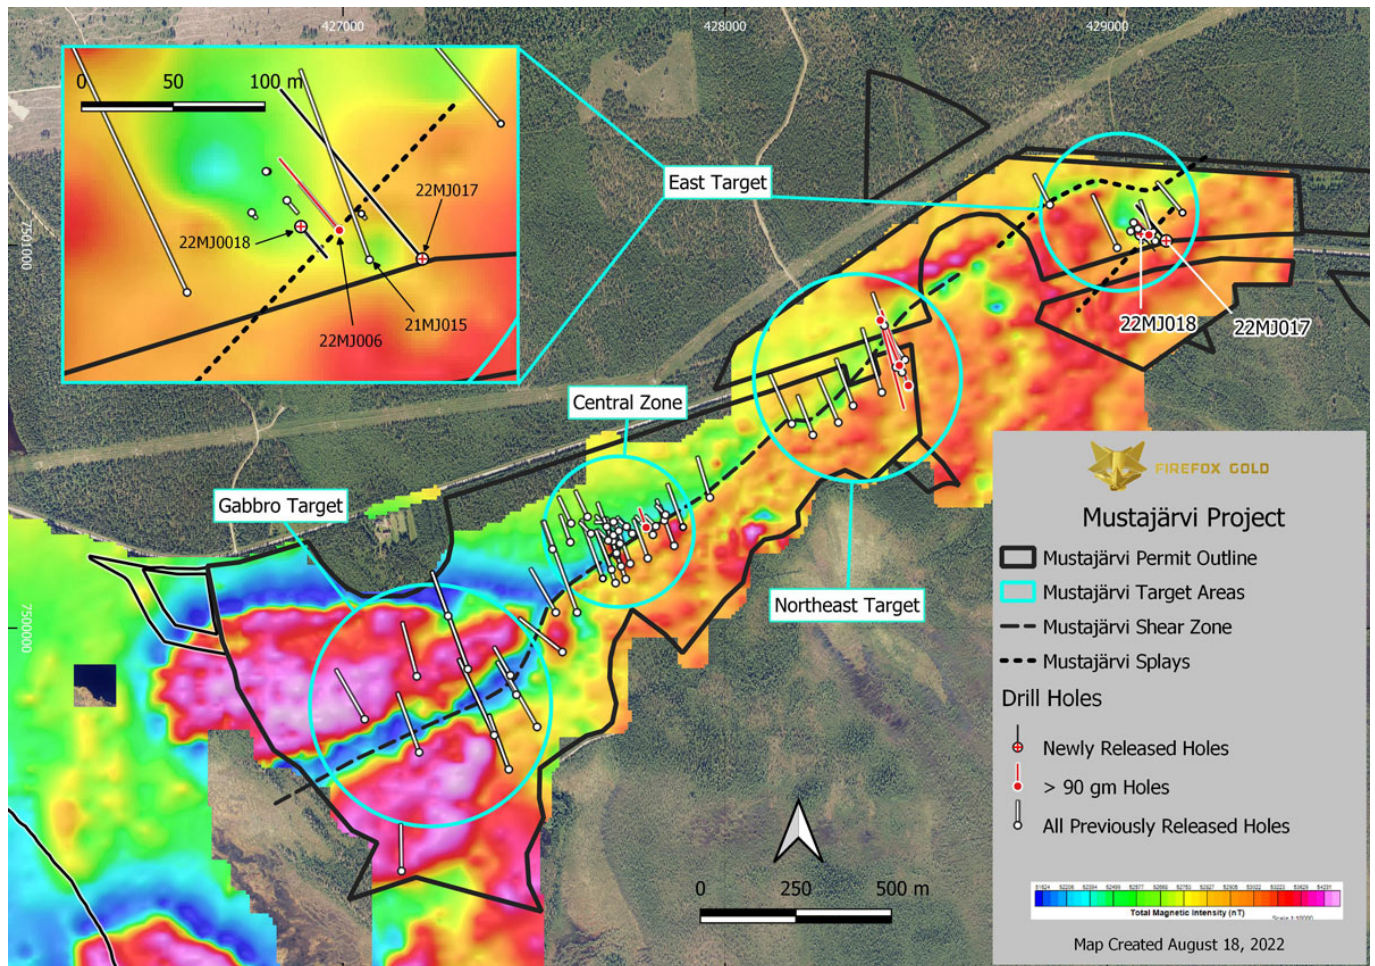 427000
428000
429000
0 50 100 m
22MJ017
22MJ0018
21MJ015
22MJ006
7501000
East Target
22MJ018
22MJ017
Central Zone
Gabbro Target
Northeast Target
7500000
FIREFOX GOLD
Mustajärvi Project
Mustajärvi Permit Outline
Mustajärvi Target Areas
Mustajärvi Shear Zone
Mustajärvi Splays
Drill Holes
Newly Released Holes
> 90 gm Holes
All Previously Released Holes
0 250 500 m
Total Magnetic Intensity (nT)
Map Created August 18, 2022